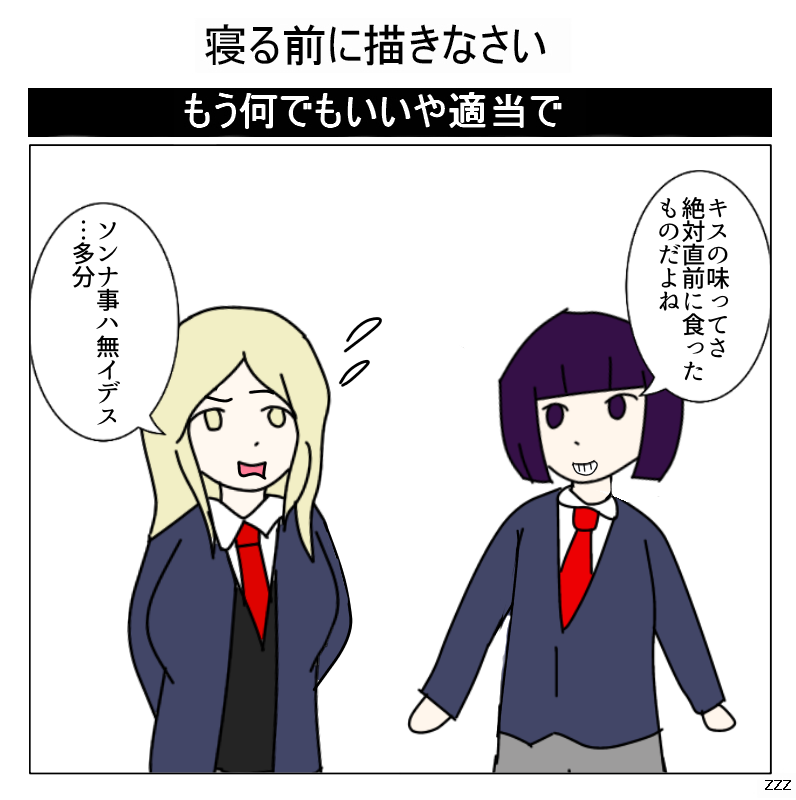 寝る前に描きなさい
もう何でもいいや適当で
キスの味ってさ
絶対直前に食った
ものだよね
ソンナ事ハ無イデス
…多分
zzz